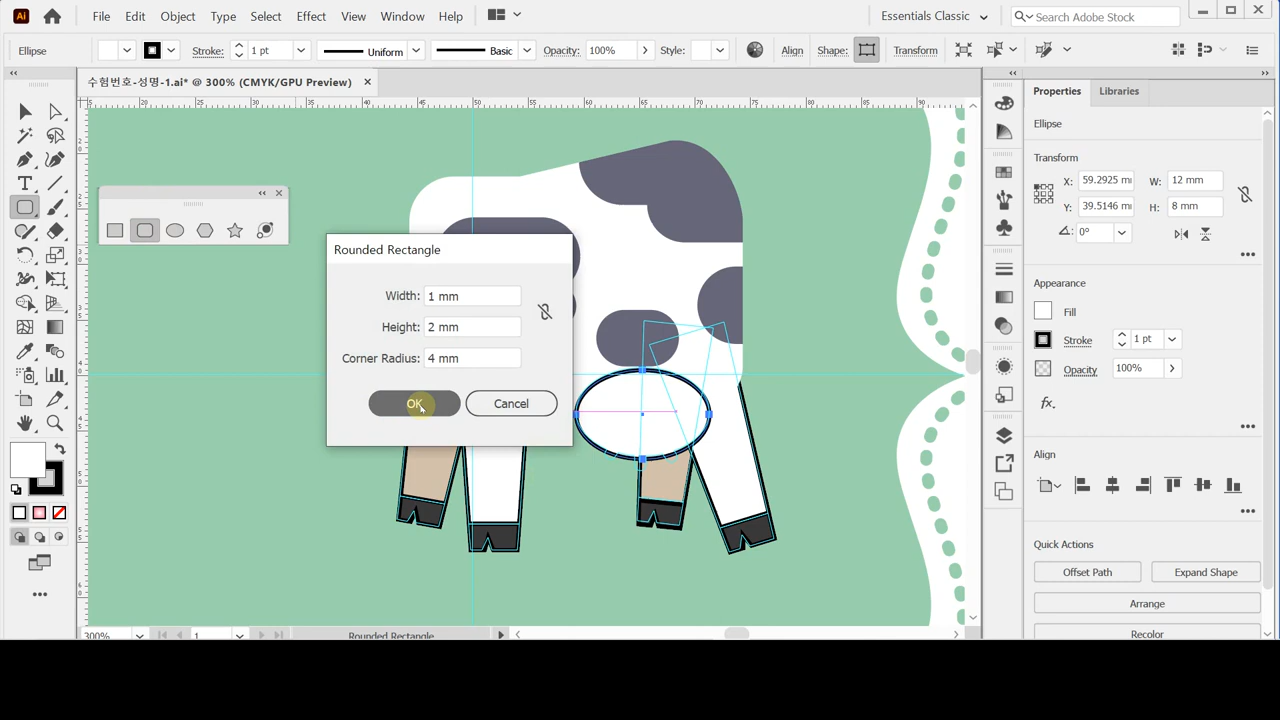 Ai File Edit Object Type Select Effect View Window Help Essentials Classic Search Adobe Stock
Ellipse Stroke: 1 pt Uniform Basic Opacity: 100% Style: Align Shape: Transform
수험번호-성명-1.ai* @ 300% (CMYK/GPU Preview)
Properties Libraries
Ellipse
Transform
X: 59.2925 mm W: 12 mm
Y: 39.5146 mm H: 8 mm
0°
Rounded Rectangle
Width: 1 mm
Height: 2 mm
Corner Radius: 4 mm
OK Cancel
Appearance
Fill
Stroke 1 pt
Opacity 100%
fx.
Align
Quick Actions
Offset Path Expand Shape
Arrange
Recolor
300% 1 Rounded Rectangle